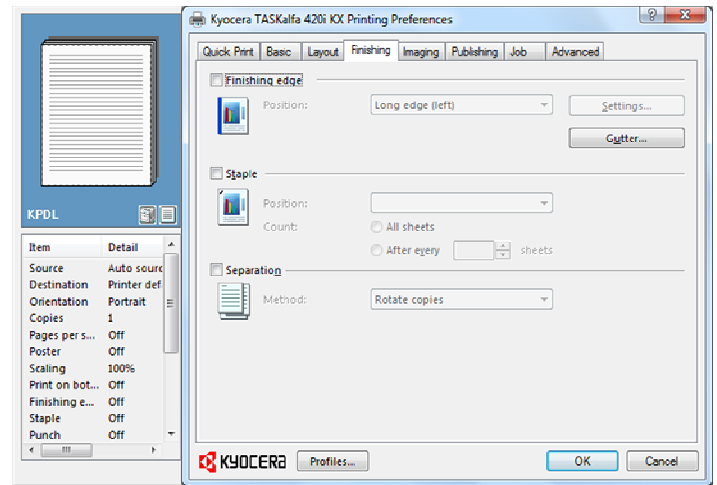 Kyocera TASKalfa 420i KX Printing Preferences
Quick Print Basic Layout Finishing Imaging Publishing Job Advanced
Finishing edge
Position: Long edge (left) Settings...
Gutter...
Staple
Position:
Count: All sheets
After every sheets
Separation
Method: Rotate copies
KPDL
Item Detail
Source Auto sourc
Destination Printer def
Orientation Portrait
Copies 1
Pages per s... Off
Poster Off
Scaling 100%
Print on bot... Off
Finishing e... Off
Staple Off
Punch Off
KYOCERA Profiles... OK Cancel